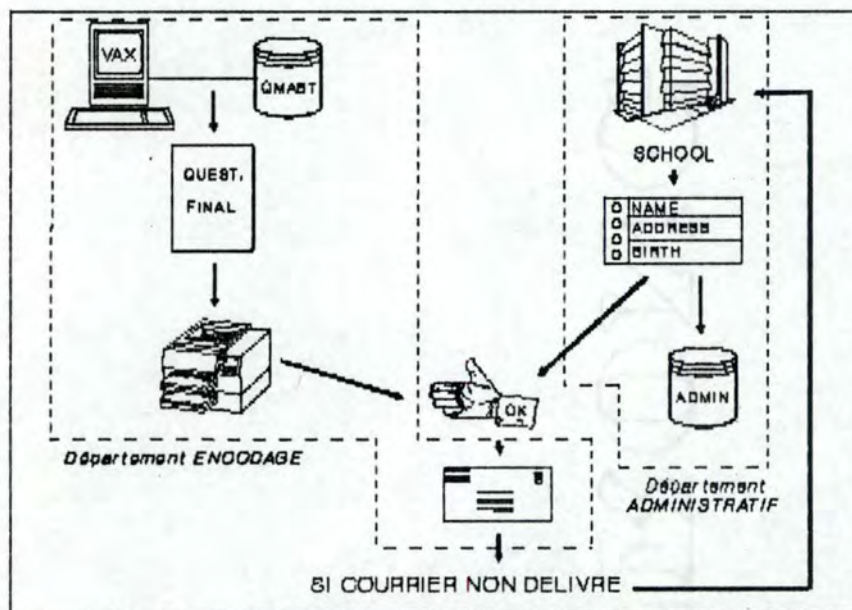 VAX
QMAST
QUEST.
FINAL
SCHOOL
NAME
ADDRESS
BIRTH
OK
ADMIN
Département ENCODAGE
Département
ADMINISTRATIF
SI COURRIER NON DELIVRE